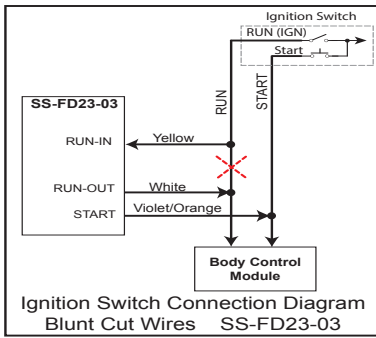 Ignition Switch
RUN (IGN)
Start
RUN
START
SS-FD23-03
RUN-IN
Yellow
RUN-OUT
White
START
Violet/Orange
Body Control
Module
Ignition Switch Connection Diagram
Blunt Cut Wires SS-FD23-03